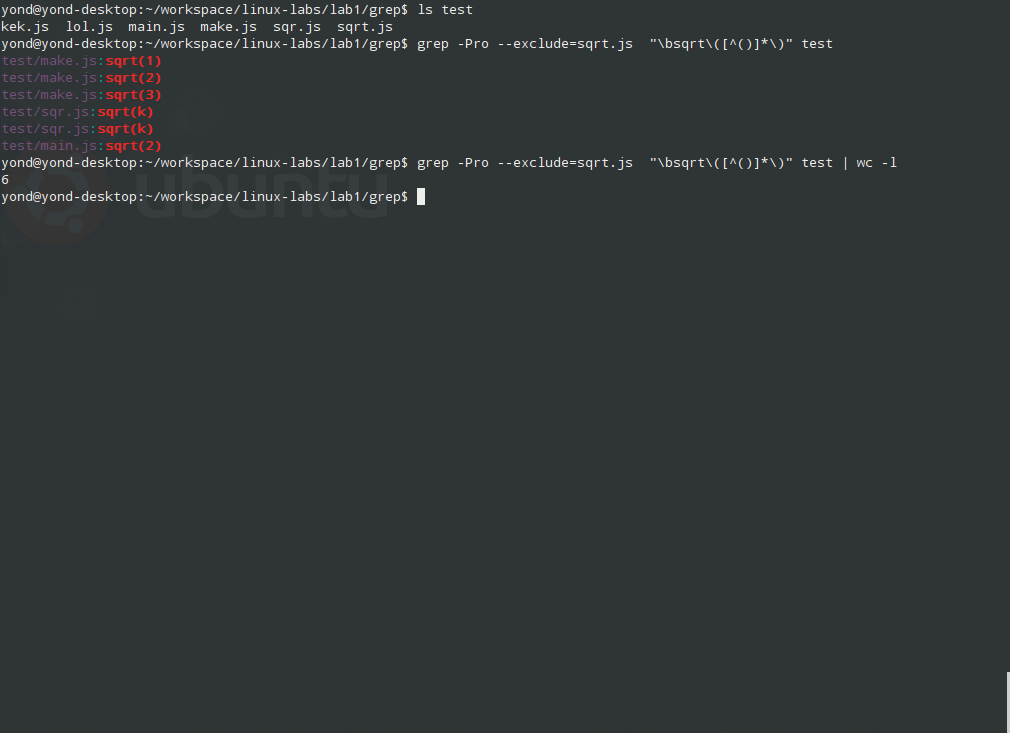 yond@yond-desktop:~/workspace/linux-labs/lab1/grep$ ls test
kek.js  lol.js  main.js  make.js  sqr.js  sqrt.js
yond@yond-desktop:~/workspace/linux-labs/lab1/grep$ grep -Pro --exclude=sqrt.js  "\bsqrt\([^()]*\)" test
test/make.js:sqrt(1)
test/make.js:sqrt(2)
test/make.js:sqrt(3)
test/sqr.js:sqrt(k)
test/sqr.js:sqrt(k)
test/main.js:sqrt(2)
yond@yond-desktop:~/workspace/linux-labs/lab1/grep$ grep -Pro --exclude=sqrt.js  "\bsqrt\([^()]*\)" test | wc -l
6
yond@yond-desktop:~/workspace/linux-labs/lab1/grep$
ubuntu